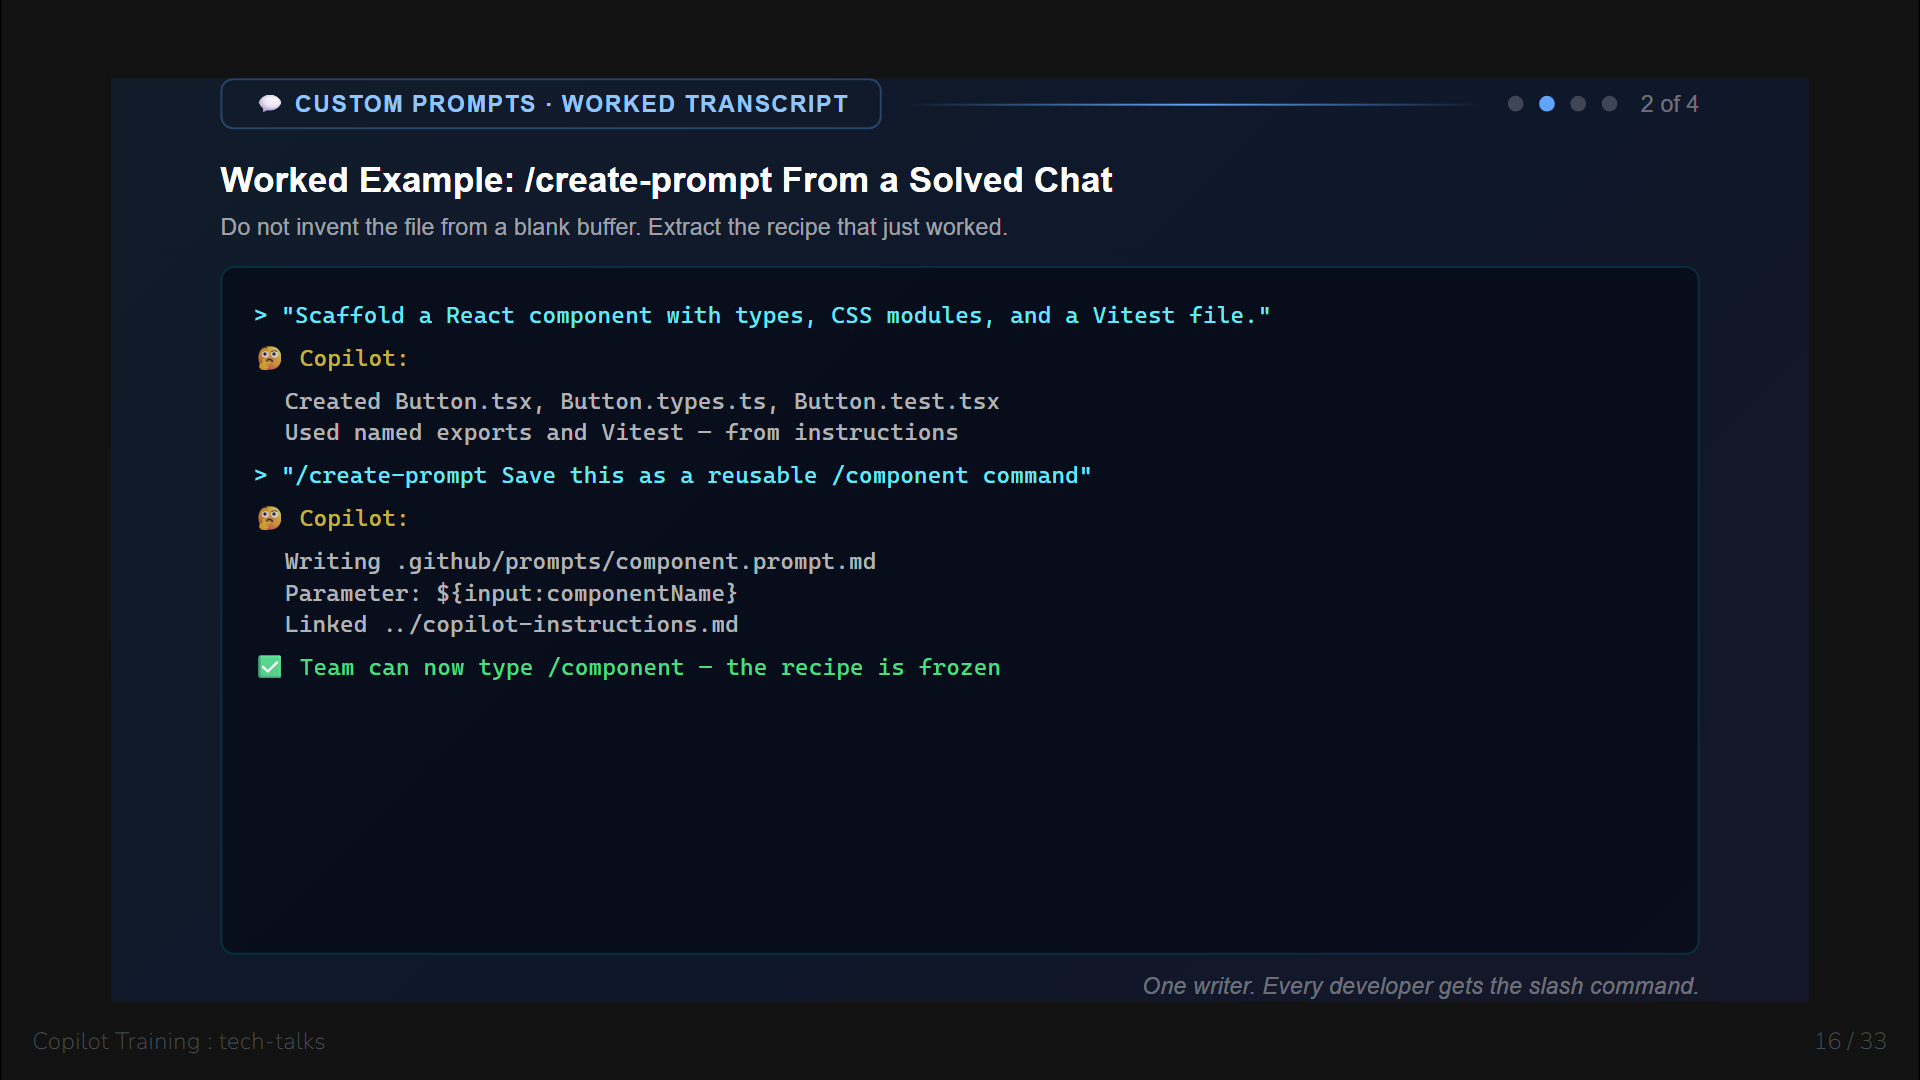 CUSTOM PROMPTS · WORKED TRANSCRIPT
2 of 4
Worked Example: /create-prompt From a Solved Chat
Do not invent the file from a blank buffer. Extract the recipe that just worked.
> "Scaffold a React component with types, CSS modules, and a Vitest file."
Copilot:
Created Button.tsx, Button.types.ts, Button.test.tsx
Used named exports and Vitest — from instructions
> "/create-prompt Save this as a reusable /component command"
Copilot:
Writing .github/prompts/component.prompt.md
Parameter: ${input:componentName}
Linked ../copilot-instructions.md
Team can now type /component — the recipe is frozen
One writer. Every developer gets the slash command.
Copilot Training : tech-talks
16 / 33